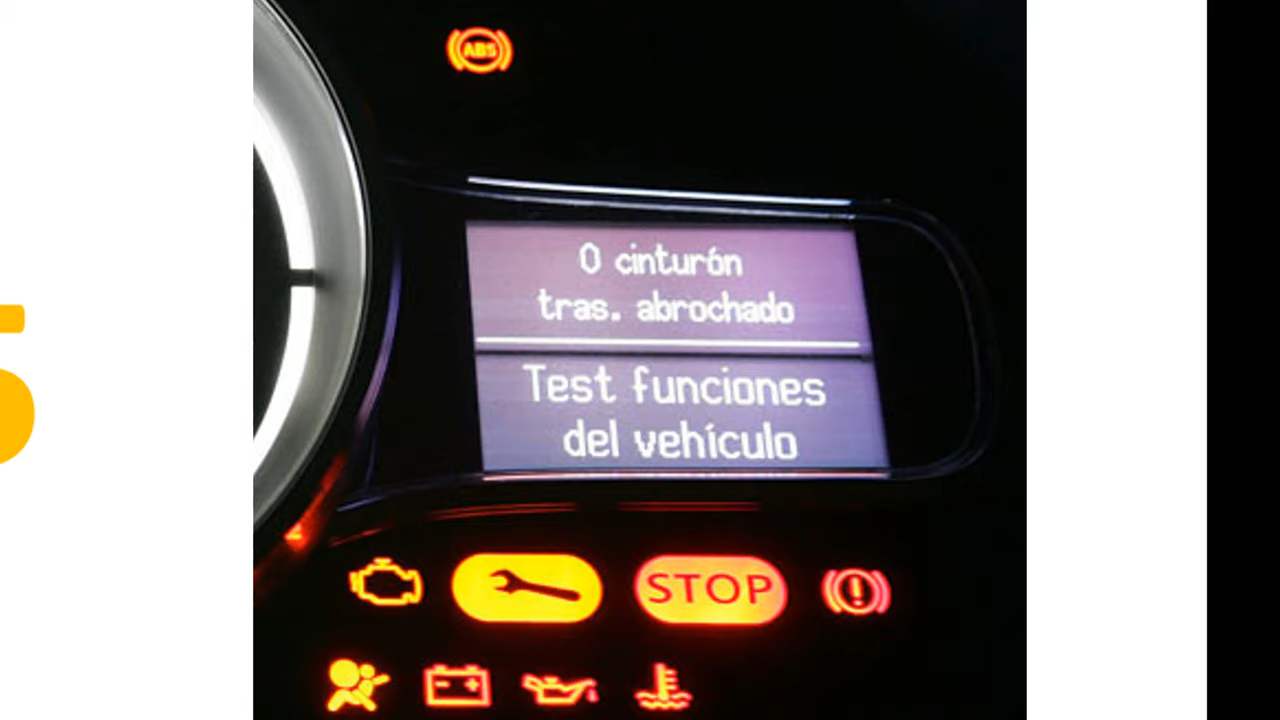 ABS
0 cinturón
tras. abrochado
Test funciones
del vehículo
STOP